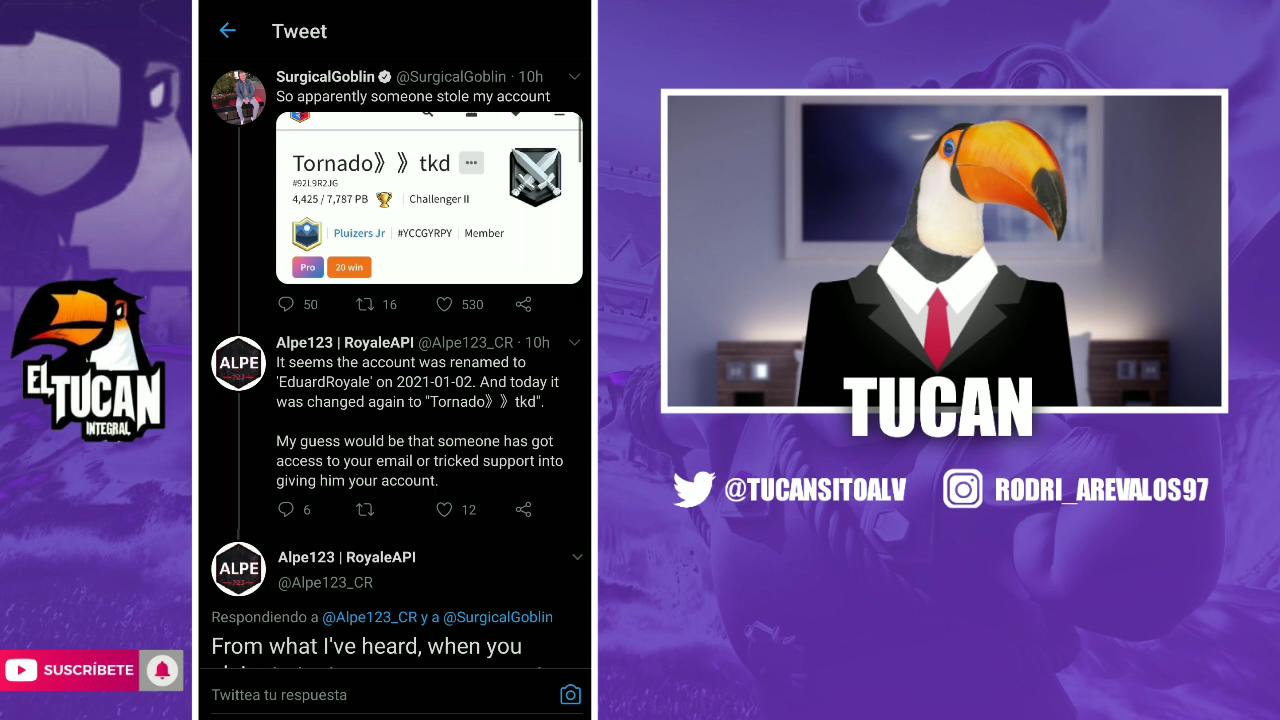 Tweet
SurgicalGoblin @SurgicalGoblin · 10h
So apparently someone stole my account
Tornado》 》 tkd
#92L9R2JG
4,425 / 7,787 PB Challenger II
Pluizers Jr #YCCGYRPY Member
Pro 20 win
50 16 530
Alpe123 | RoyaleAPI @Alpe123_CR · 10h
It seems the account was renamed to
'EduardRoyale' on 2021-01-02. And today it
was changed again to "Tornado》 》 tkd".
My guess would be that someone has got
access to your email or tricked support into
giving him your account.
6 12
ALPE
123
Alpe123 | RoyaleAPI
@Alpe123_CR
ALPE
123
Respondiendo a @Alpe123_CR y a @SurgicalGoblin
From what I've heard, when you
Twittea tu respuesta
EL
TUCAN
INTEGRAL
SUSCRÍBETE
TUCAN
@TUCANSITOALV
RODRI_AREVALOS97